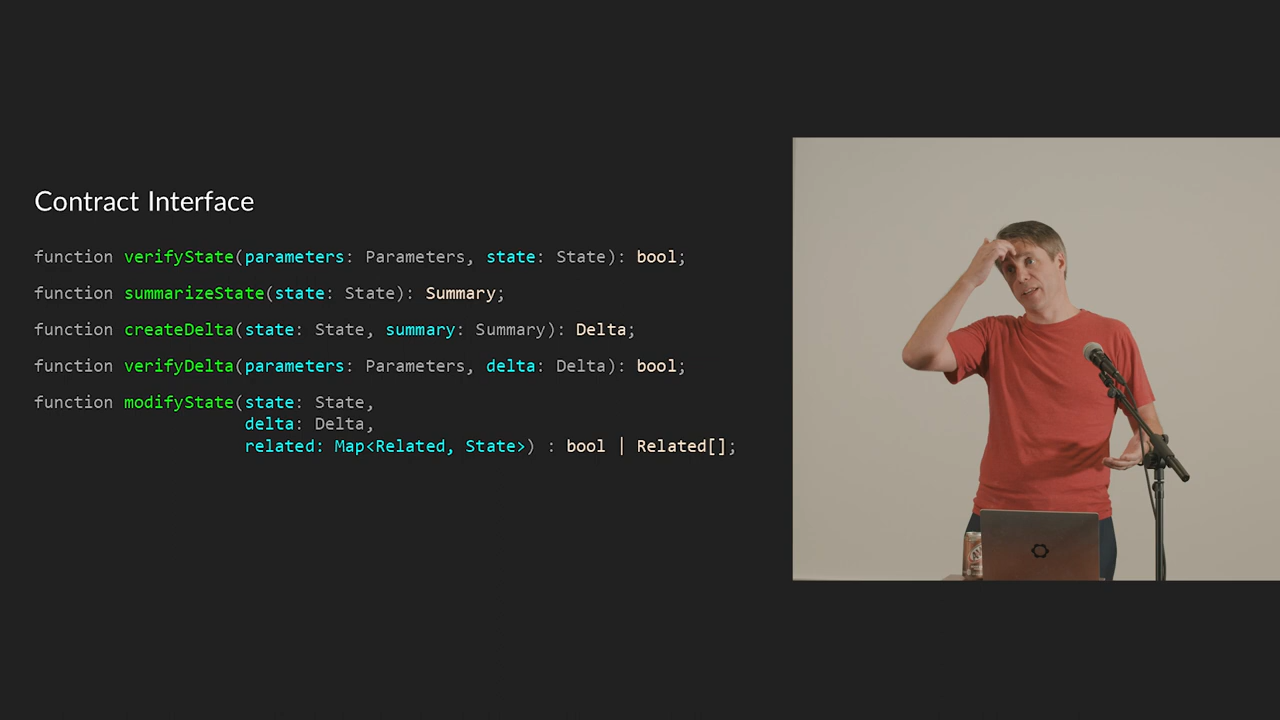 Contract Interface
function verifyState(parameters: Parameters, state: State): bool;
function summarizeState(state: State): Summary;
function createDelta(state: State, summary: Summary): Delta;
function verifyDelta(parameters: Parameters, delta: Delta): bool;
function modifyState(state: State,
delta: Delta,
related: Map<Related, State>) : bool | Related[];